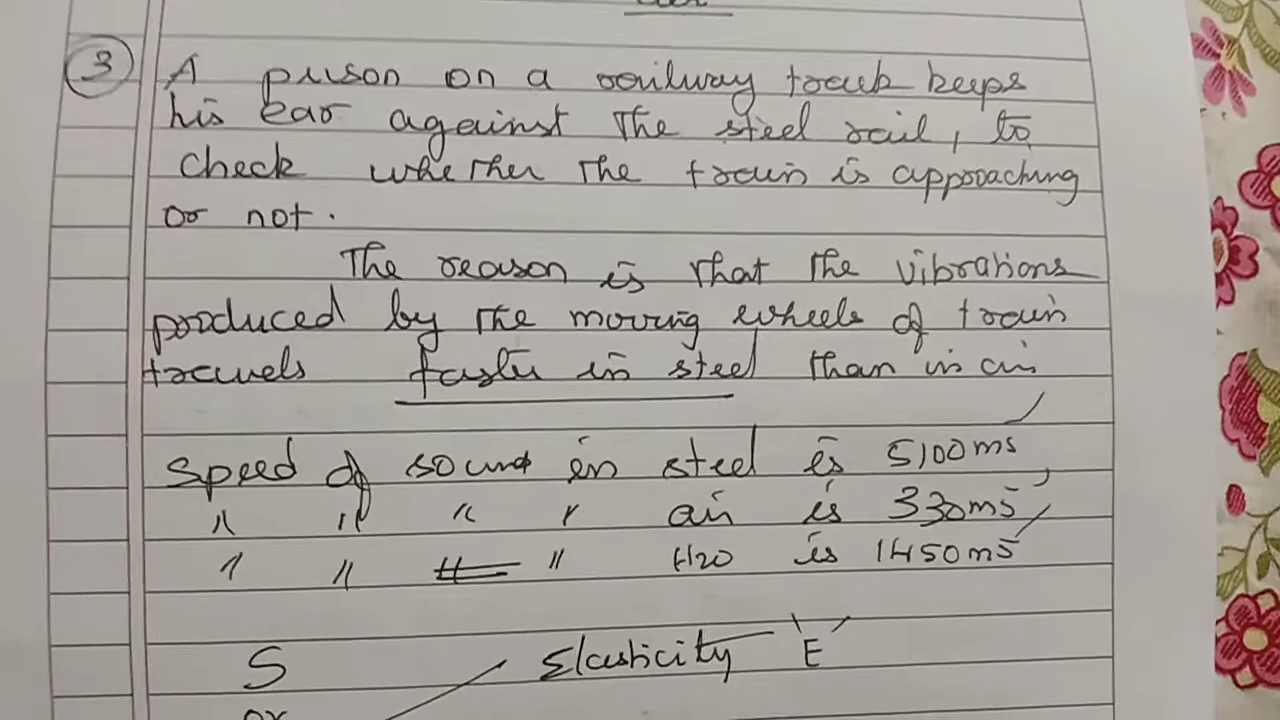 3 A person on a railway track keeps
his ear against the steel rail, to
check whether the train is approaching
or not.
The reason is that the vibrations
produced by the moving wheels of train
travels faster in steel than in air
Speed of sound in steel is 5100ms⁻
〃 〃 〃 〃 air is 330ms⁻
〃 〃 〃 H20 is 1450ms⁻
S Elasticity 'E'
or